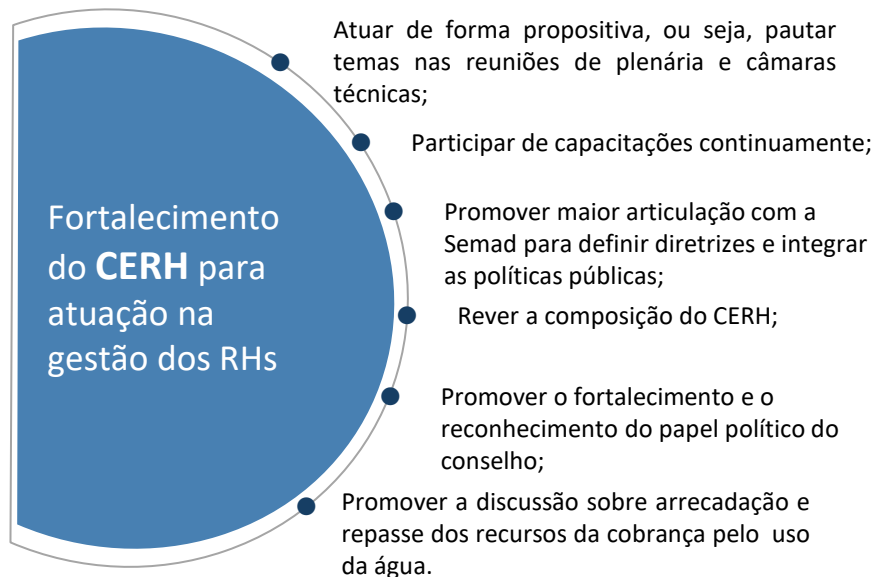 Fortalecimento
do CERH para
atuação na
gestão dos RHs
Atuar de forma propositiva, ou seja, pautar
temas nas reuniões de plenária e câmaras
técnicas;
Participar de capacitações continuamente;
Promover maior articulação com a
Semad para definir diretrizes e integrar
as políticas públicas;
Rever a composição do CERH;
Promover o fortalecimento e o
reconhecimento do papel político do
conselho;
Promover a discussão sobre arrecadação e
repasse dos recursos da cobrança pelo uso
da água.